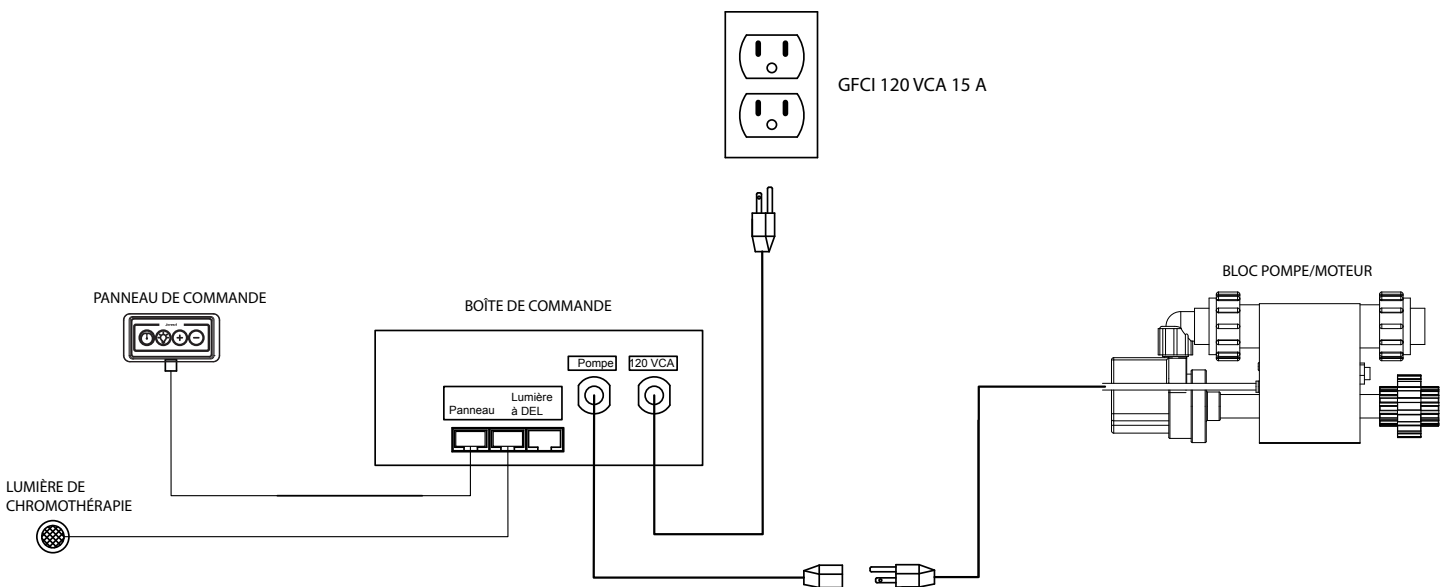 GFCI 120 VCA 15 A
BLOC POMPE/MOTEUR
PANNEAU DE COMMANDE
BOÎTE DE COMMANDE
Pompe
120 VCA
Lumière
Panneau
à DEL
LUMIÈRE DE
CHROMOTHÉRAPIE